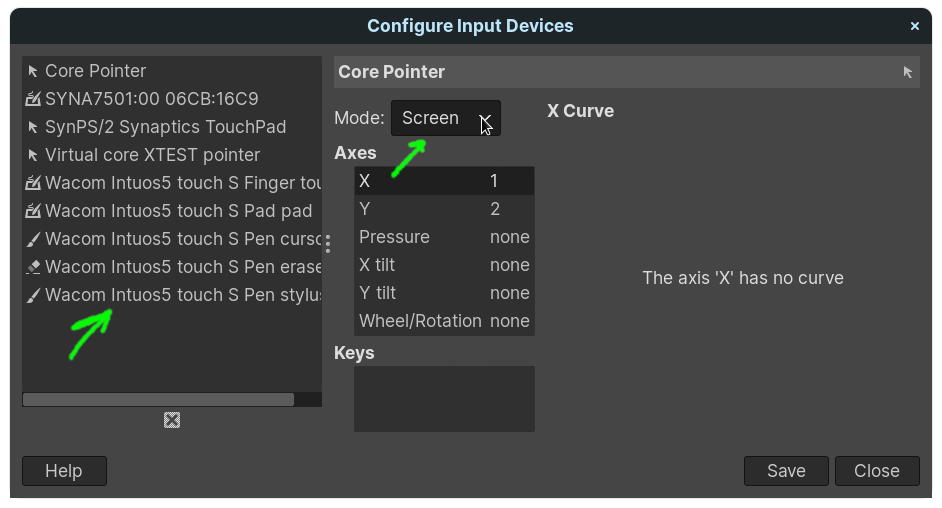 Configure Input Devices
Core Pointer
SYNA7501:00 06CB:16C9
SynPS/2 Synaptics TouchPad
Virtual core XTEST pointer
Wacom Intuos5 touch S Finger tou
Wacom Intuos5 touch S Pad pad
Wacom Intuos5 touch S Pen curso
Wacom Intuos5 touch S Pen erase
Wacom Intuos5 touch S Pen stylus
Core Pointer
Mode: Screen
Axes
X 1
Y 2
Pressure none
X tilt none
Y tilt none
Wheel/Rotation none
Keys
X Curve
The axis 'X' has no curve
Help
Save
Close